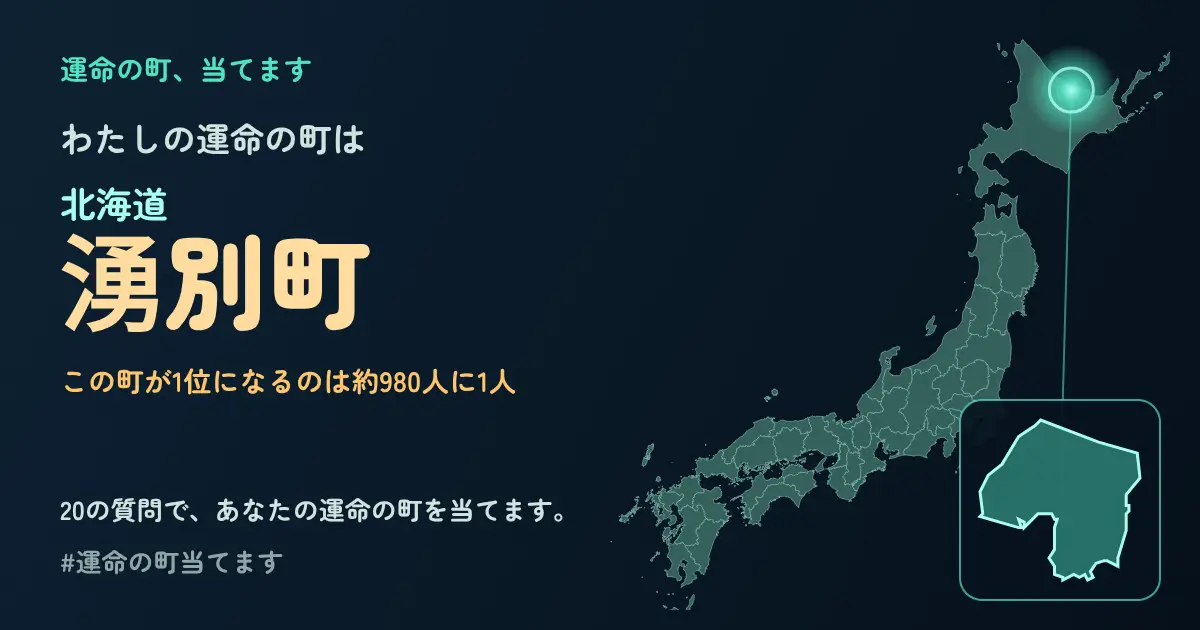 運命の町、当てます
わたしの運命の町は
北海道
湧別町
この町が1位になるのは約980人に1人
20の質問で、あなたの運命の町を当てます。
#運命の町当てます